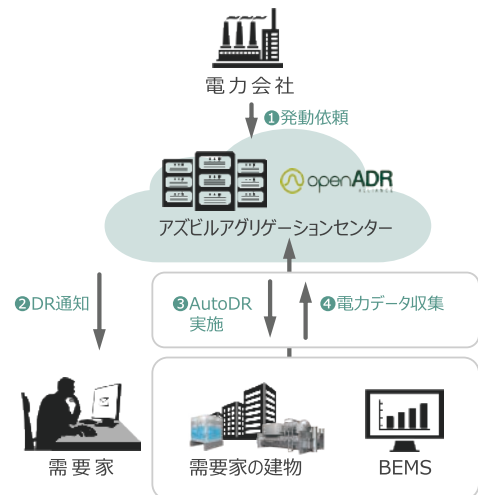 電力会社
❶発動依頼
openADR
ALLIANCE
アズビルアグリゲーションセンター
❷DR通知
❸AutoDR
実施
❹電力データ収集
需要家
需要家の建物
BEMS